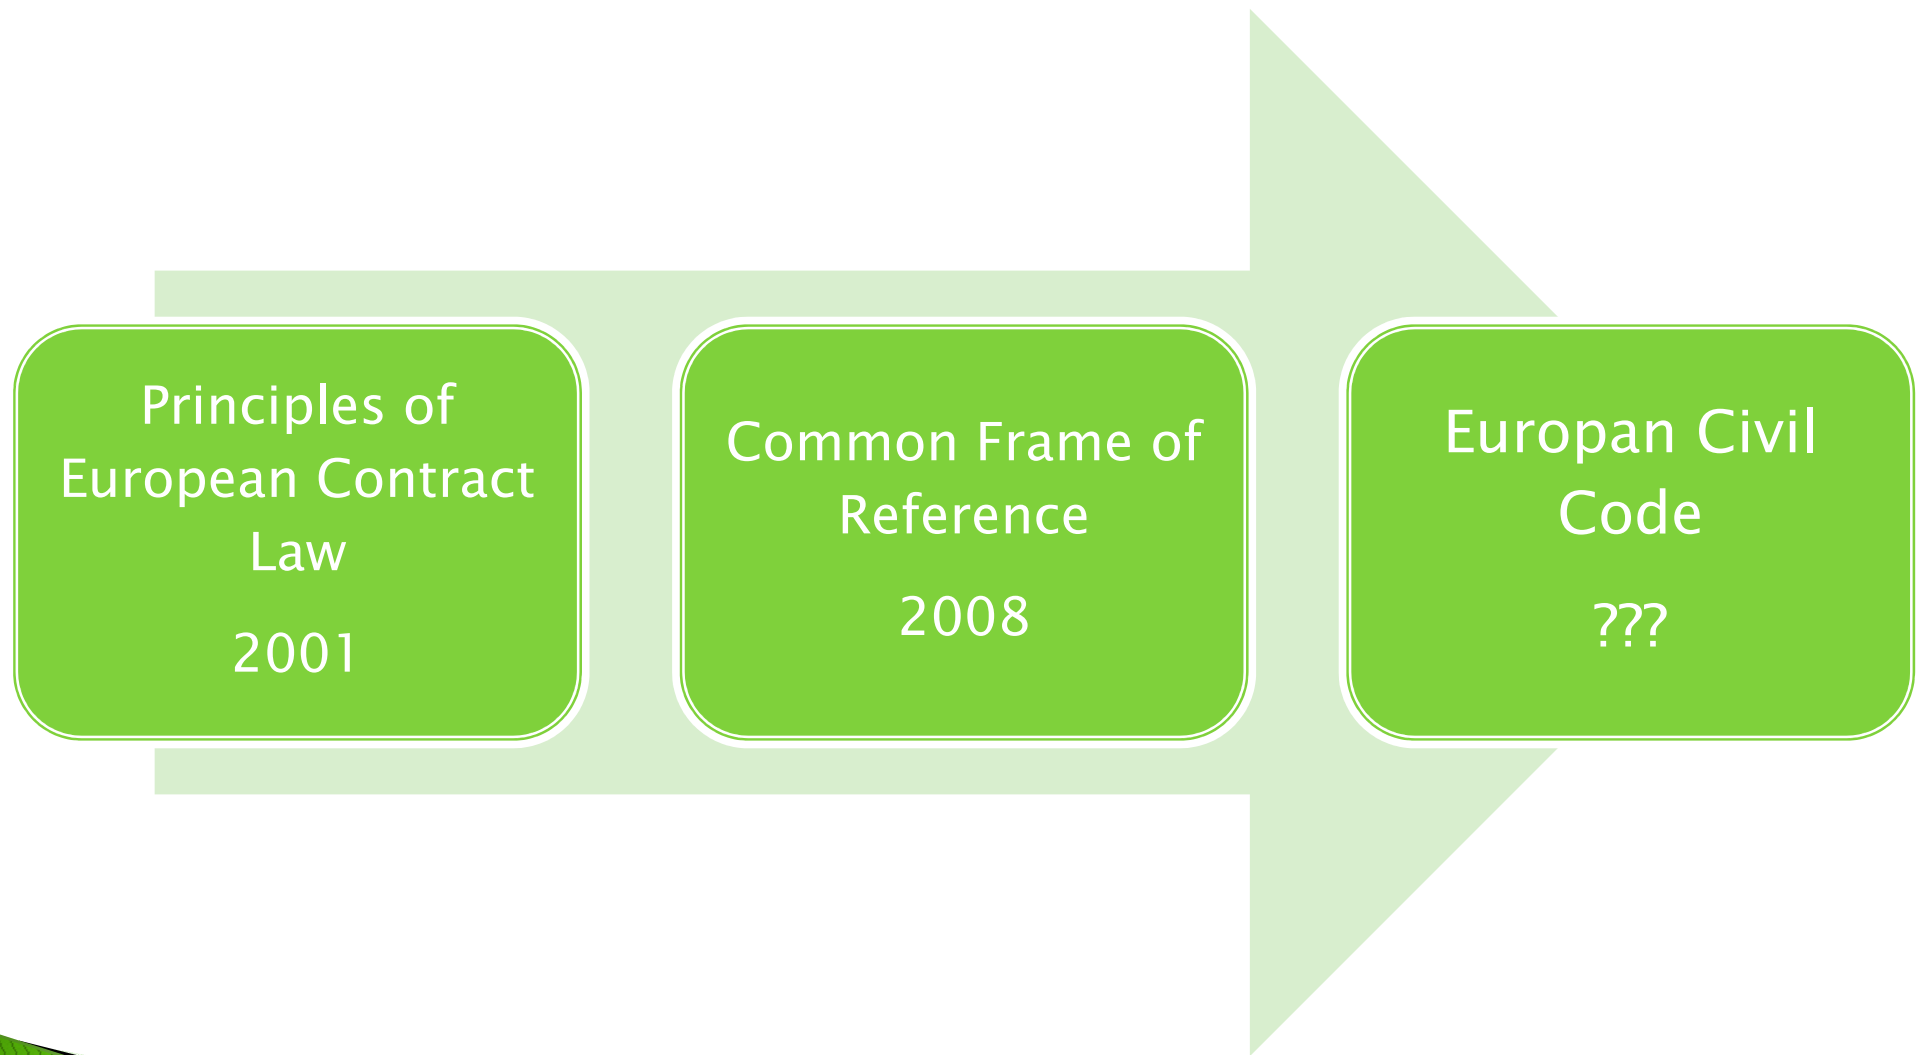 Principles of
European Contract
Law
2001
Common Frame of
Reference
2008
Europan Civil
Code
???